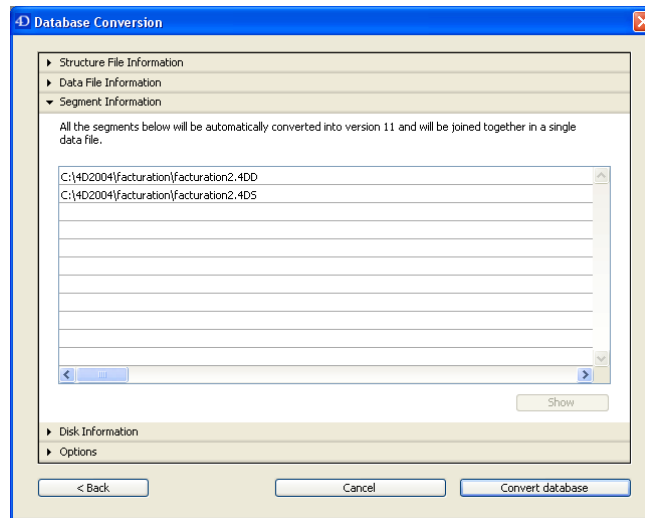 4D Database Conversion
Structure File Information
Data File Information
Segment Information
All the segments below will be automatically converted into version 11 and will be joined together in a single
data file.
C:\4D2004\facturation\facturation2.4DD
C:\4D2004\facturation\facturation2.4DS
Show
Disk Information
Options
< Back
Cancel
Convert database